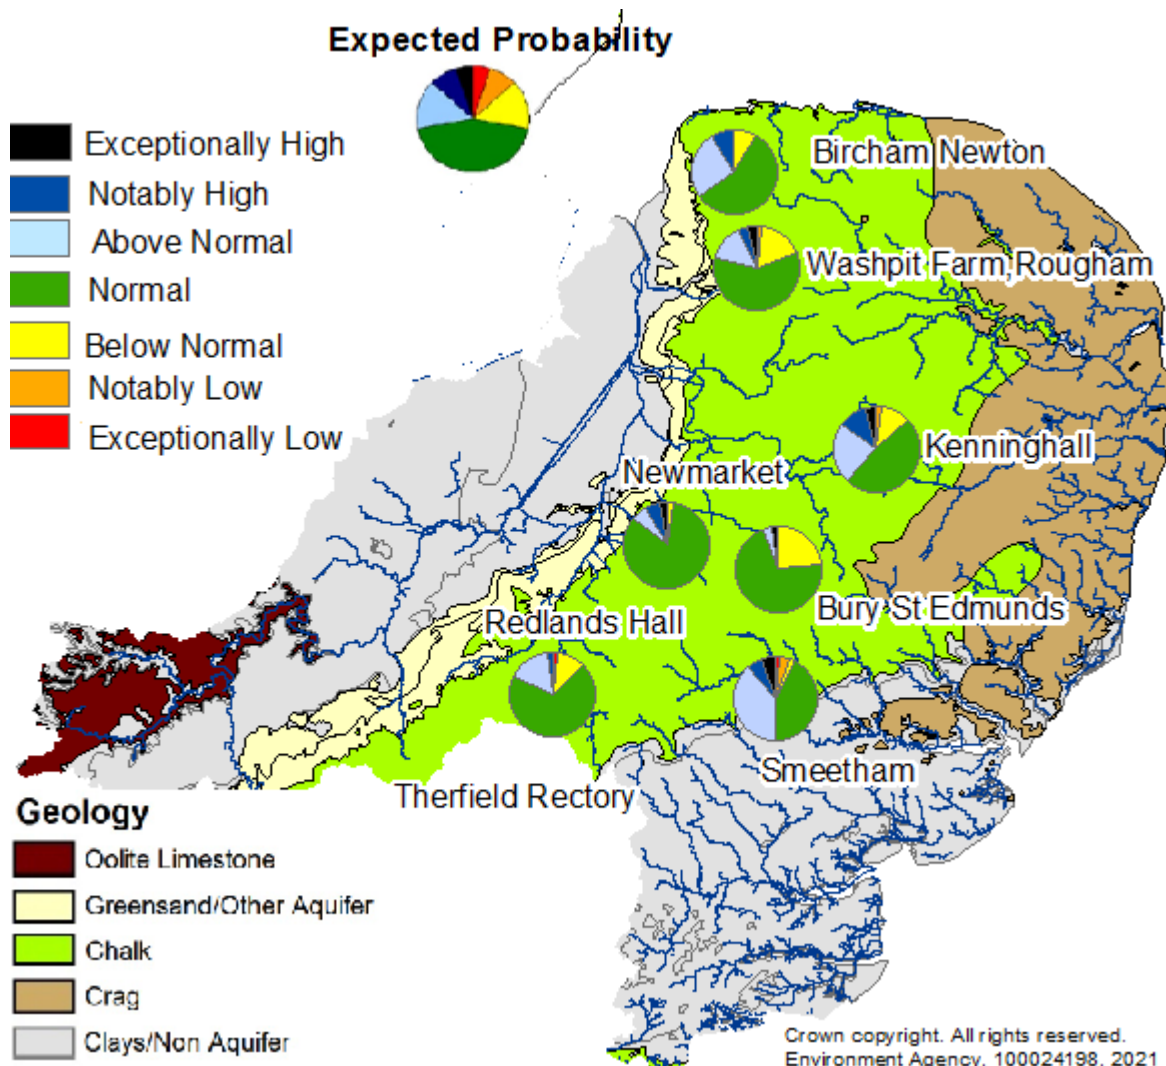 Expected Probability
Exceptionally High
Notably High
Above Normal
Normal
Below Normal
Notably Low
Exceptionally Low
Bircham Newton
Washpit Farm,Rougham
Kenninghall
Newmarket
Bury St Edmunds
Redlands Hall
Smeetham
Therfield Rectory
Geology
Oolite Limestone
Greensand/Other Aquifer
Chalk
Crag
Clays/Non Aquifer
Crown copyright. All rights reserved.
Environment Agency, 100024198, 2021